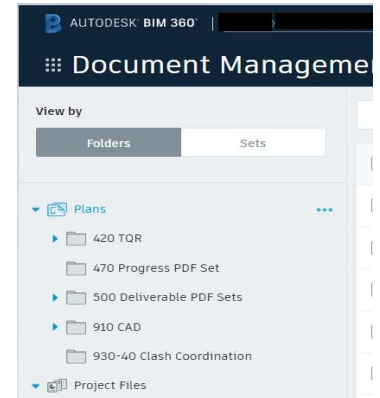 AUTODESK® BIM 360® |
Document Manageme
View by
Folders Sets
Plans
420 TQR
470 Progress PDF Set
500 Deliverable PDF Sets
910 CAD
930-40 Clash Coordination
Project Files